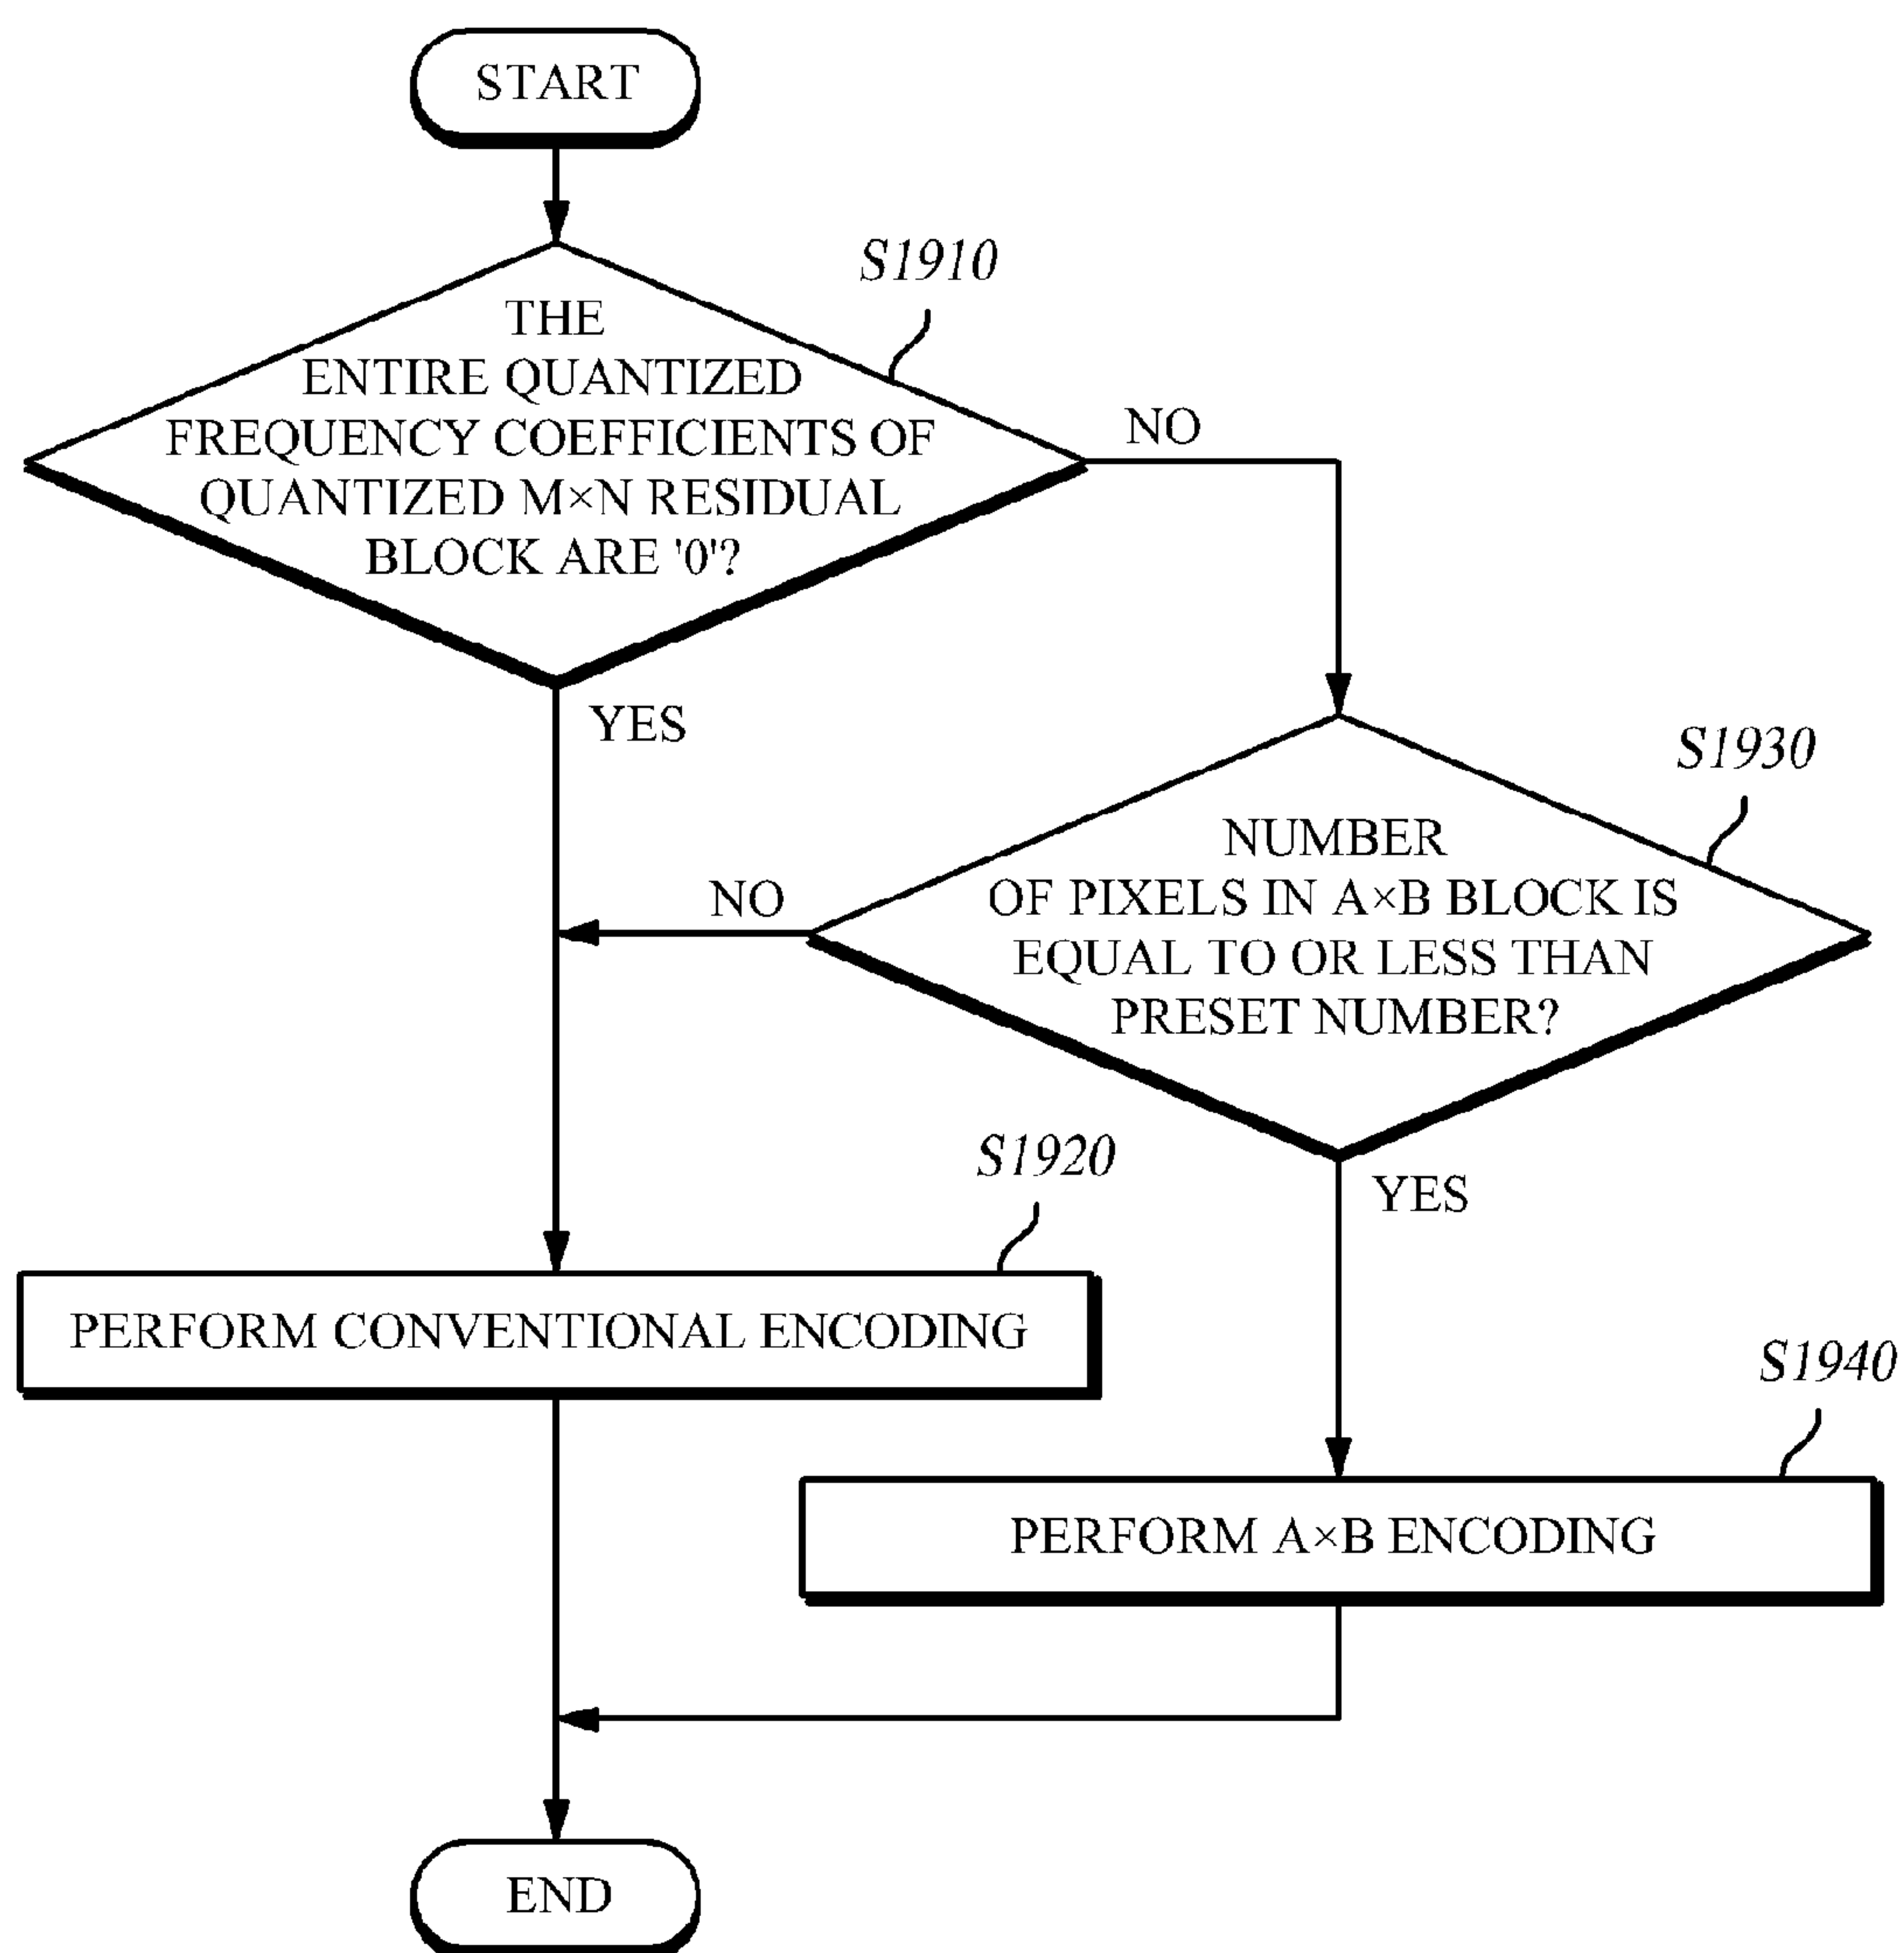 START
S1910
THE
ENTIRE QUANTIZED
FREQUENCY COEFFICIENTS OF
QUANTIZED M×N RESIDUAL
BLOCK ARE '0'?
NO
YES
S1930
NUMBER
OF PIXELS IN A×B BLOCK IS
EQUAL TO OR LESS THAN
PRESET NUMBER?
NO
YES
S1920
PERFORM CONVENTIONAL ENCODING
S1940
PERFORM A×B ENCODING
END